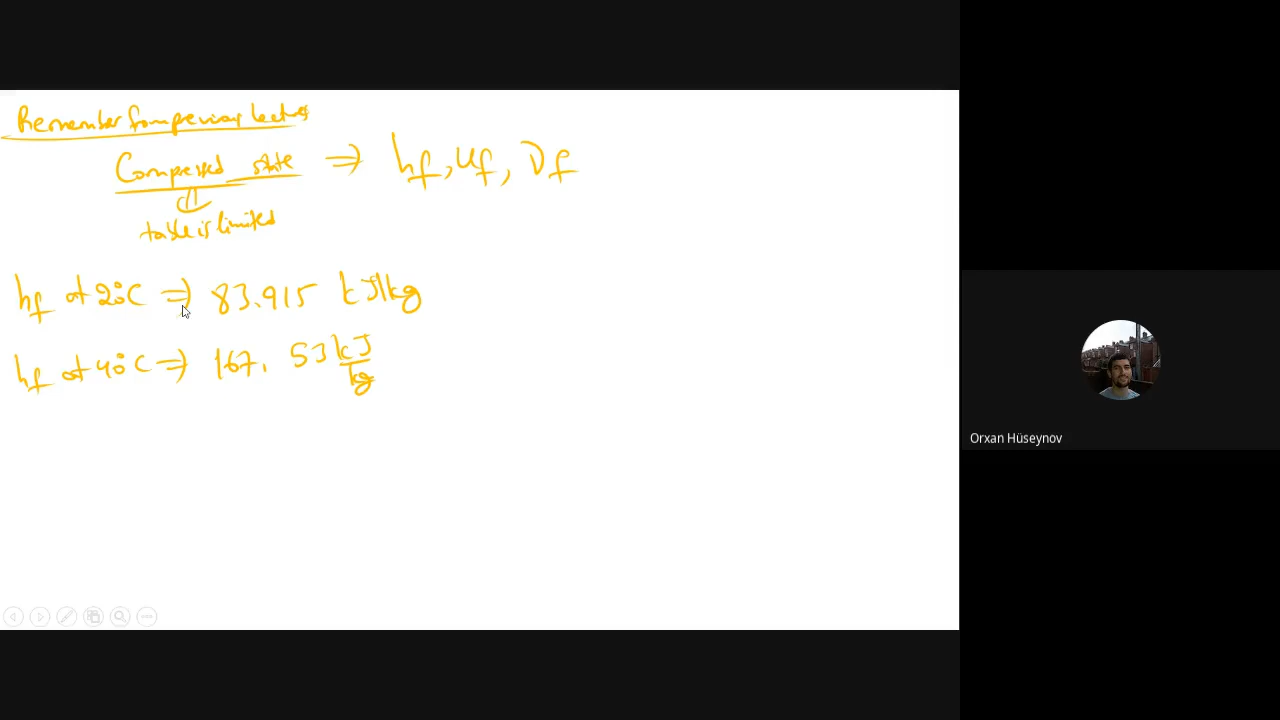 Remember from previous lectures
Compressed state ⇒ hf, uf, νf
table is limited
hf at 20°C ⇒ 83.915 kJ/kg
hf at 40°C ⇒ 167.53 kJ/kg
Orxan Hüseynov